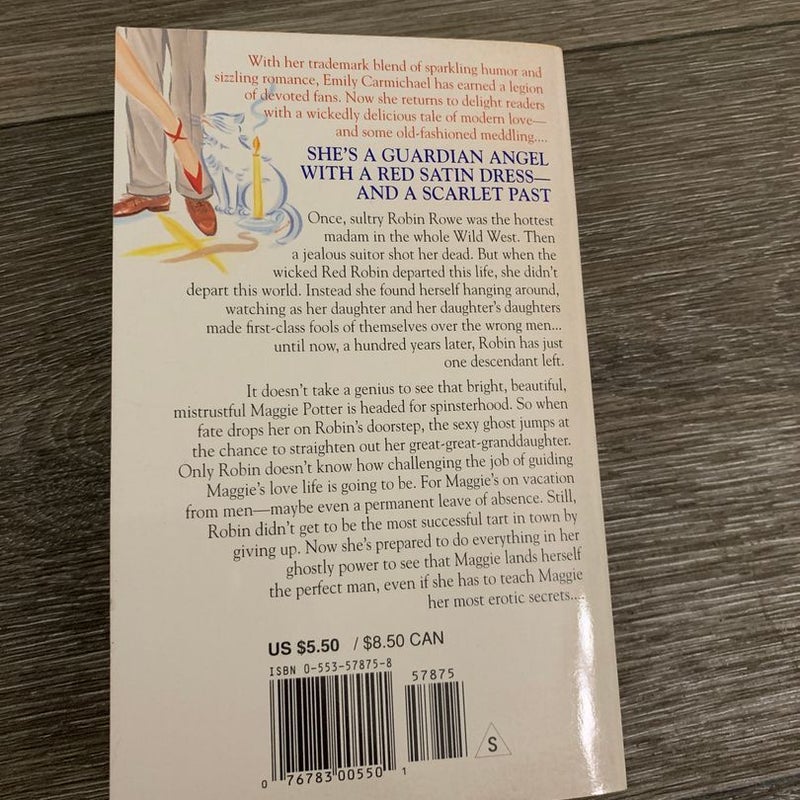 With her trademark blend of sparkling humor and
sizzling romance, Emily Carmichael has earned a legion
of devoted fans. Now she returns to delight readers
with a wickedly delicious tale of modern love—
and some old-fashioned meddling....
SHE'S A GUARDIAN ANGEL
WITH A RED SATIN DRESS—
AND A SCARLET PAST
Once, sultry Robin Rowe was the hottest
madam in the whole Wild West. Then
a jealous suitor shot her dead. But when the
wicked Red Robin departed this life, she didn't
depart this world. Instead she found herself hanging around,
watching as her daughter and her daughter's daughters
made first-class fools of themselves over the wrong men...
until now, a hundred years later, Robin has just
one descendant left.
It doesn't take a genius to see that bright, beautiful,
mistrustful Maggie Potter is headed for spinsterhood. So when
fate drops her on Robin's doorstep, the sexy ghost jumps at
the chance to straighten out her great-great-granddaughter.
Only Robin doesn't know how challenging the job of guiding
Maggie's love life is going to be. For Maggie's on vacation
from men—maybe even a permanent leave of absence. Still,
Robin didn't get to be the most successful tart in town by
giving up. Now she's prepared to do everything in her
ghostly power to see that Maggie lands herself
the perfect man, even if she has to teach Maggie
her most erotic secrets....
US $5.50 / $8.50 CAN
ISBN 0-553-57875-8
57875
S
0 76783 00550 1